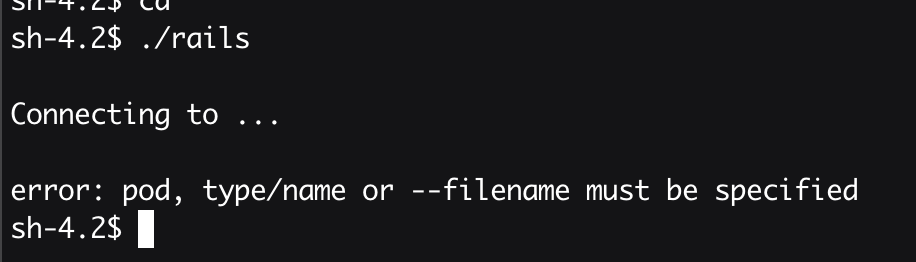 sh-4.2$ cd
sh-4.2$ ./rails
Connecting to ...
error: pod, type/name or --filename must be specified
sh-4.2$